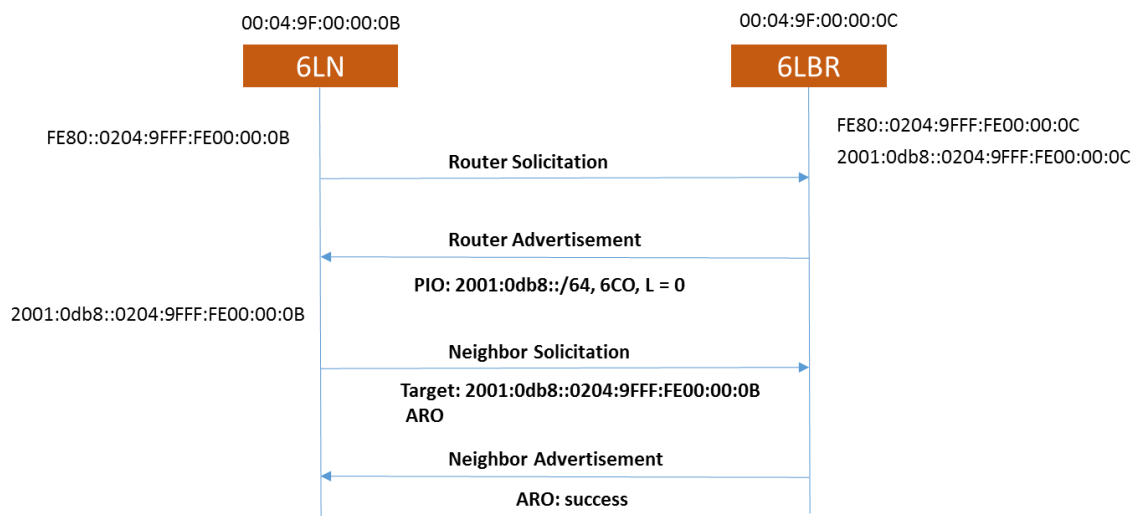 00:04:9F:00:00:0B
00:04:9F:00:00:0C
6LN
6LBR
FE80::0204:9FFF:FE00:00:0B
FE80::0204:9FFF:FE00:00:0C
2001:0db8::0204:9FFF:FE00:00:0C
Router Solicitation
Router Advertisement
PIO: 2001:0db8::/64, 6CO, L = 0
2001:0db8::0204:9FFF:FE00:00:0B
Neighbor Solicitation
Target: 2001:0db8::0204:9FFF:FE00:00:0B
ARO
Neighbor Advertisement
ARO: success